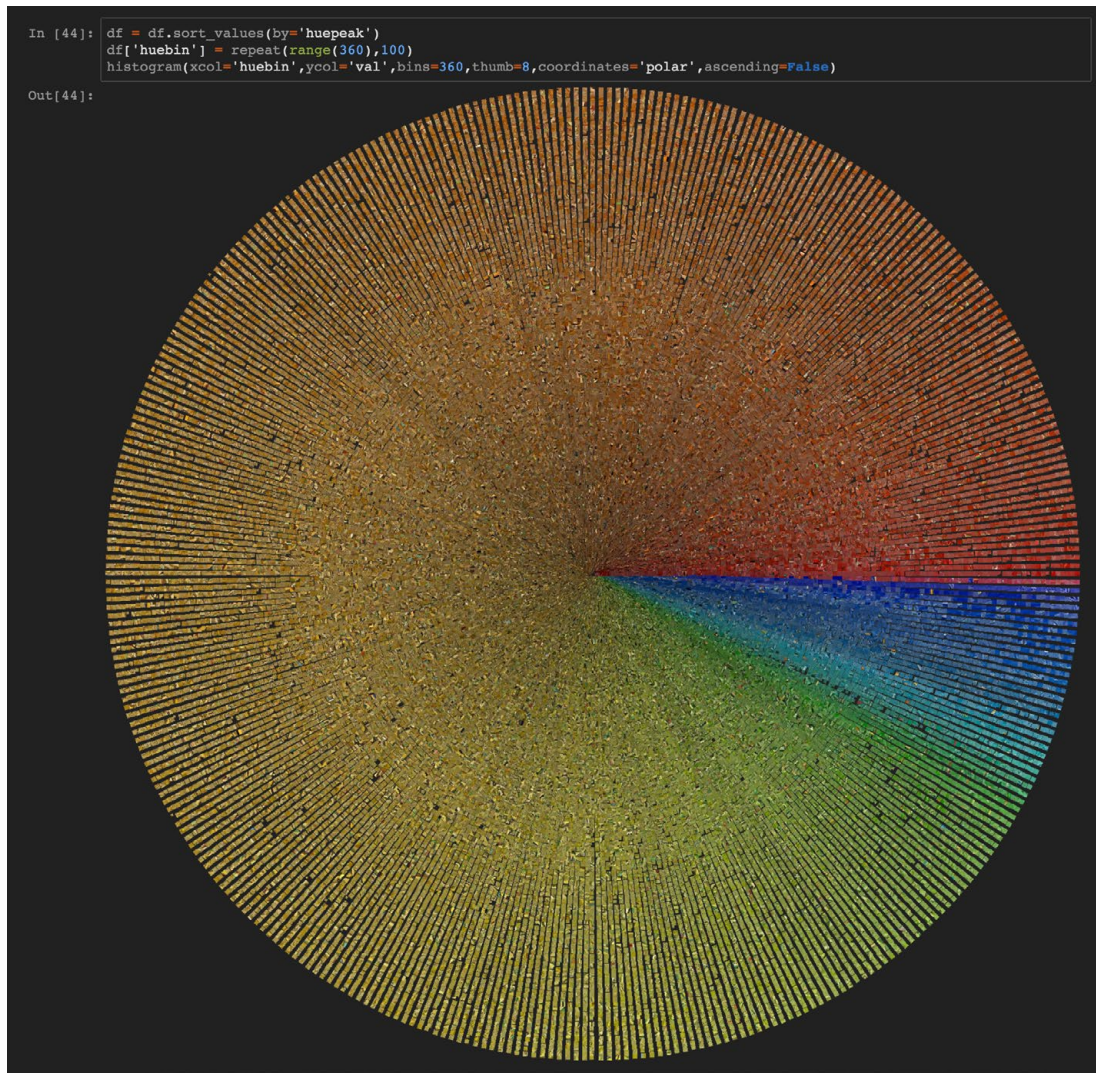 In [44]: df = df.sort_values(by='huepeak')
df['huebin'] = repeat(range(360),100)
histogram(xcol='huebin',ycol='val',bins=360,thumb=8,coordinates='polar',ascending=False)
Out[44]: